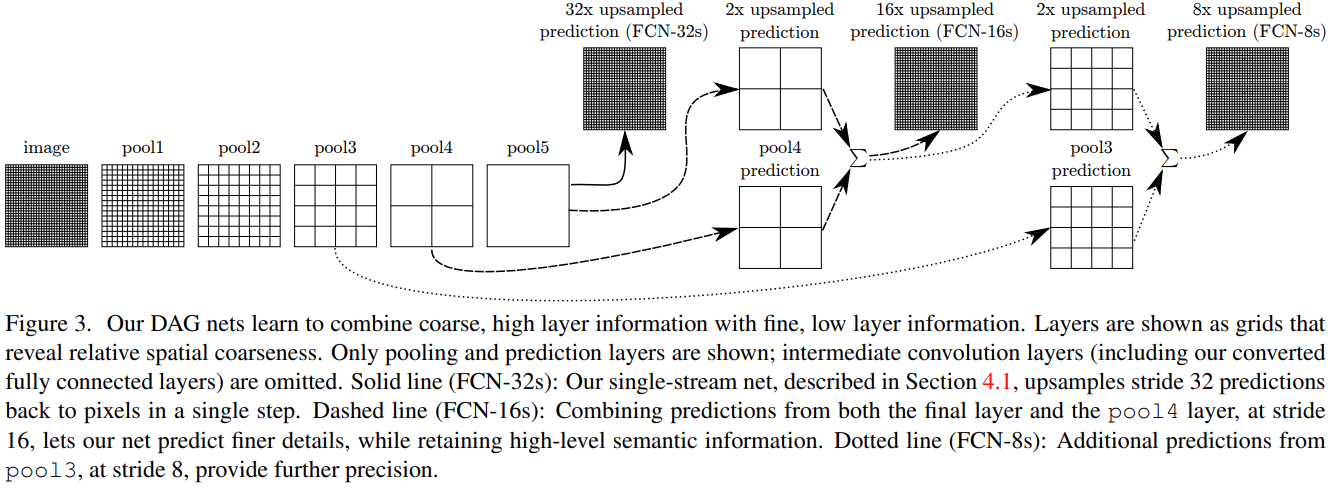 32x upsampled
prediction (FCN-32s)
2x upsampled
prediction
16x upsampled
prediction (FCN-16s)
2x upsampled
prediction
8x upsampled
prediction (FCN-8s)
image
pool1
pool2
pool3
pool4
pool5
pool4
prediction
∑
pool3
prediction
∑
Figure 3. Our DAG nets learn to combine coarse, high layer information with fine, low layer information. Layers are shown as grids that
reveal relative spatial coarseness. Only pooling and prediction layers are shown; intermediate convolution layers (including our converted
fully connected layers) are omitted. Solid line (FCN-32s): Our single-stream net, described in Section 4.1, upsamples stride 32 predictions
back to pixels in a single step. Dashed line (FCN-16s): Combining predictions from both the final layer and the pool4 layer, at stride
16, lets our net predict finer details, while retaining high-level semantic information. Dotted line (FCN-8s): Additional predictions from
pool3, at stride 8, provide further precision.